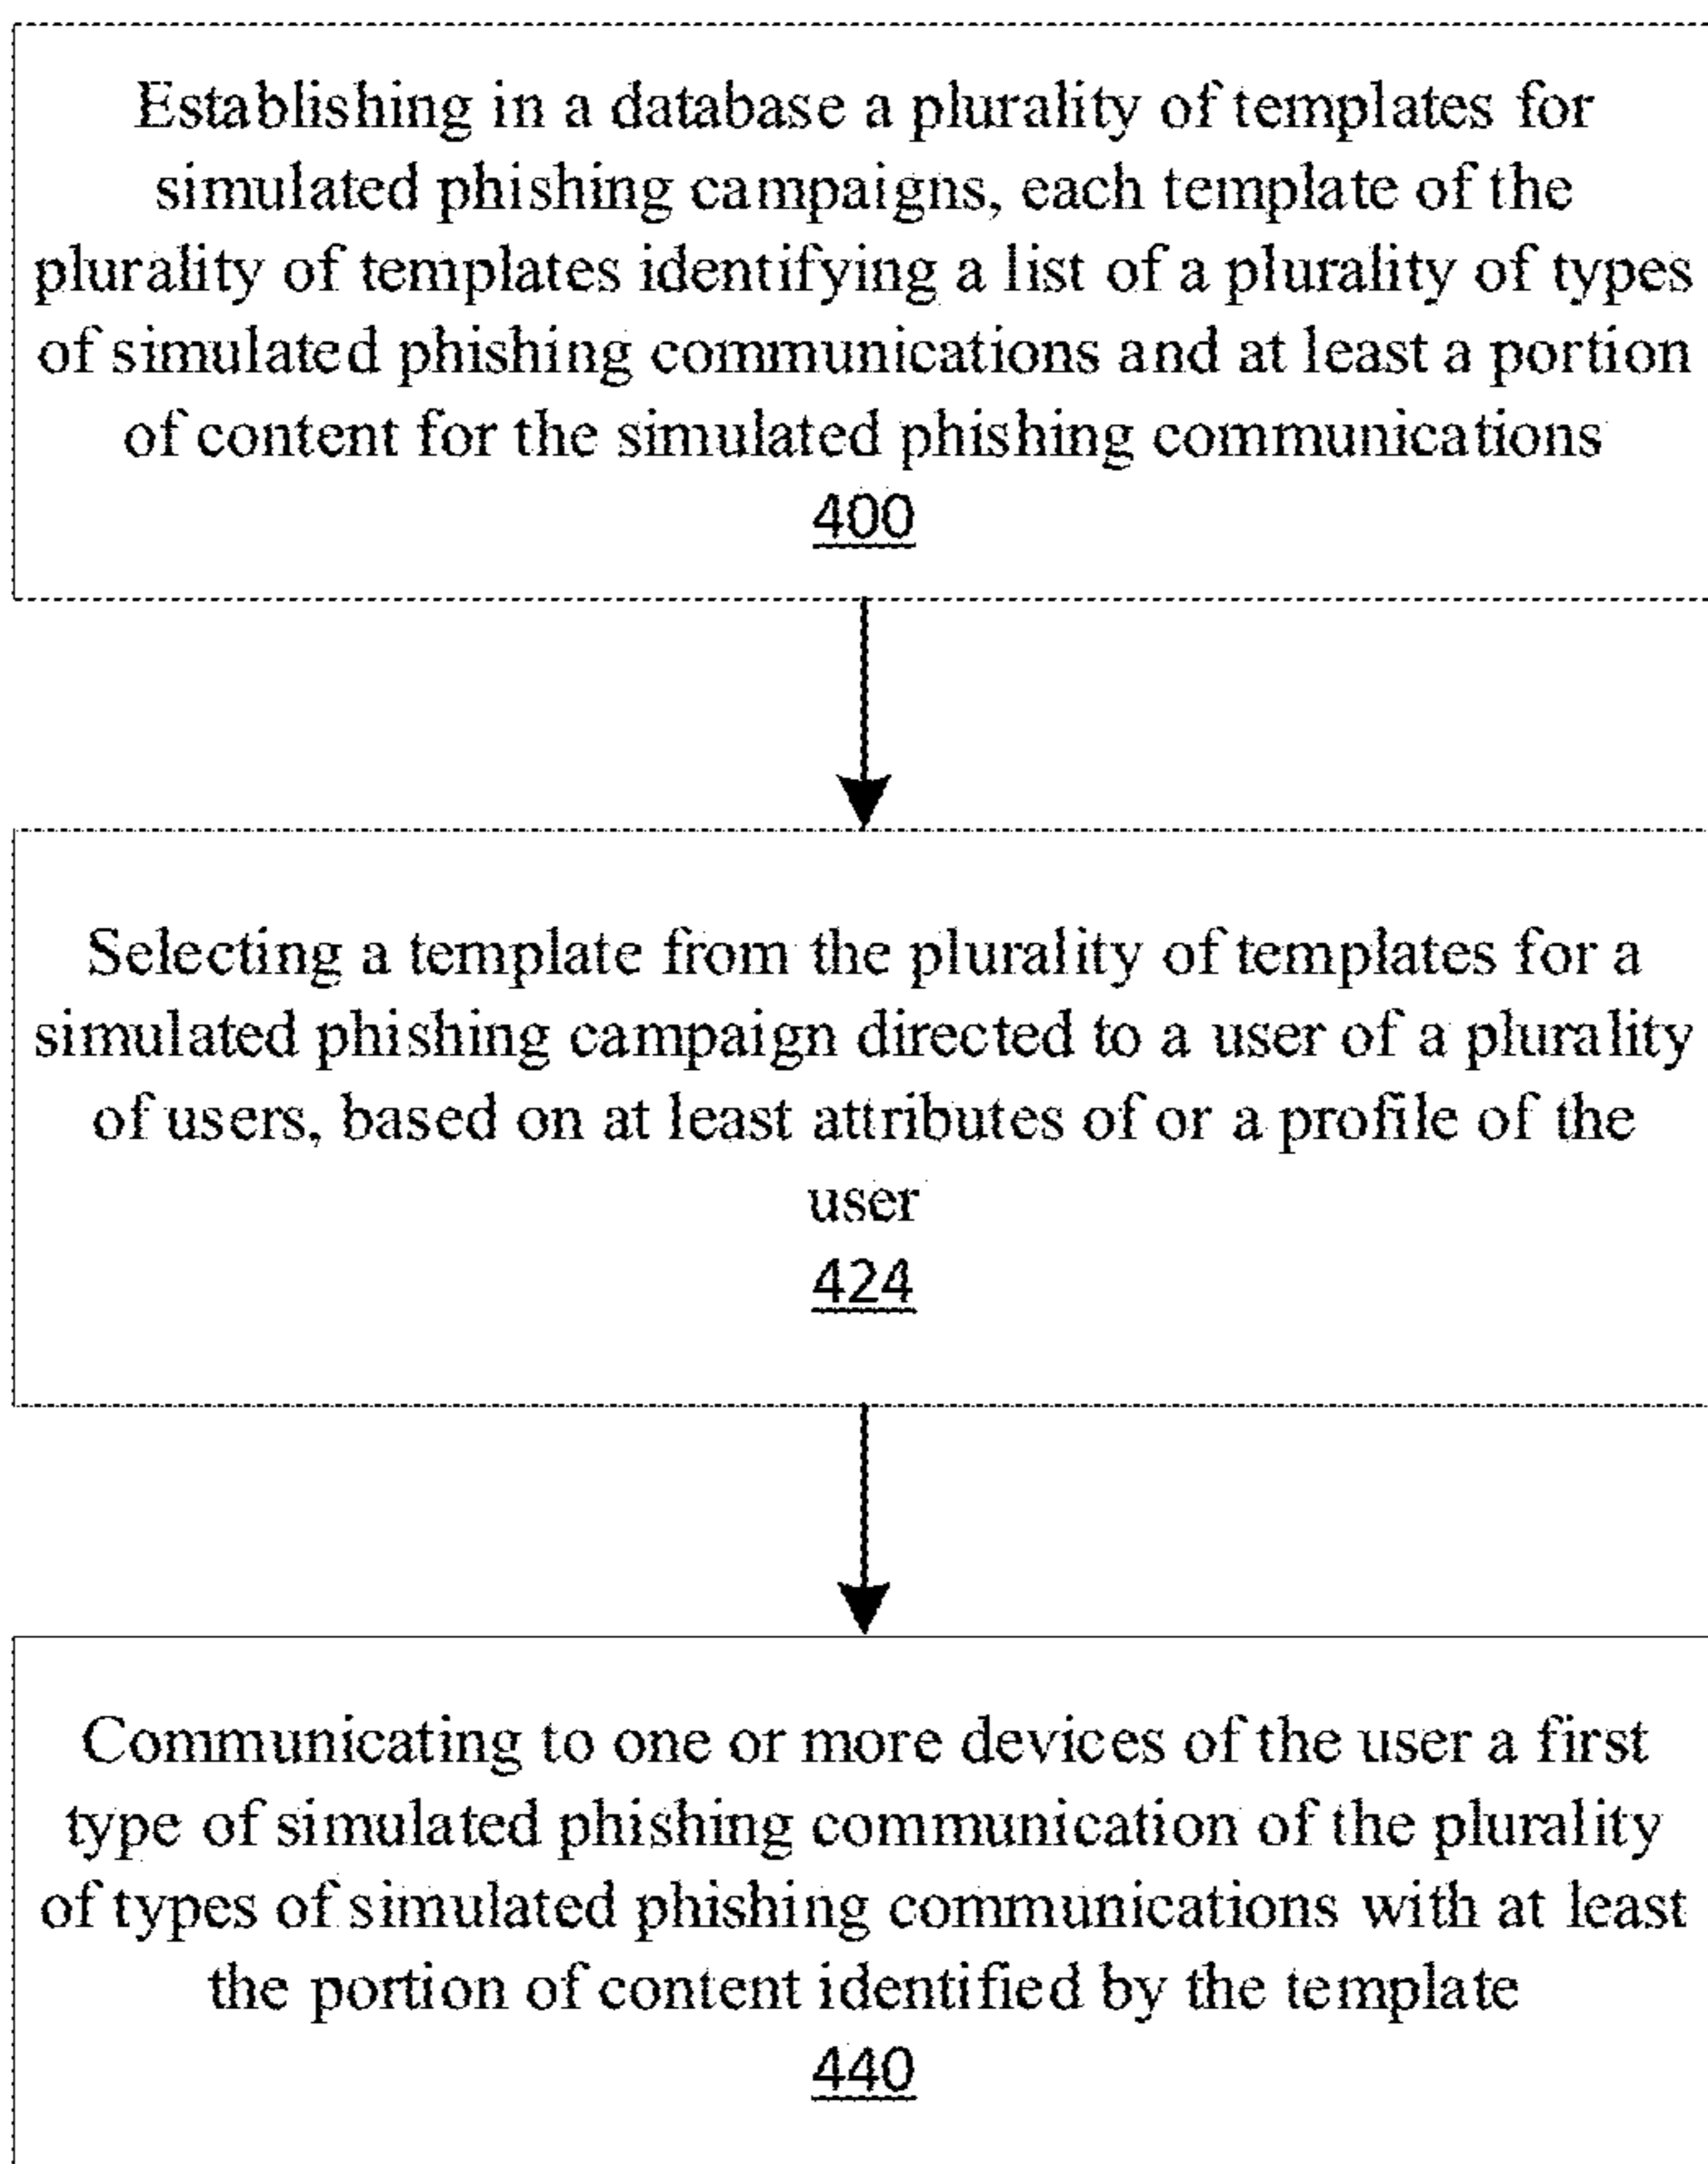 Establishing in a database a plurality of templates for
simulated phishing campaigns, each template of the
plurality of templates identifying a list of a plurality of types
of simulated phishing communications and at least a portion
of content for the simulated phishing communications
400
Selecting a template from the plurality of templates for a
simulated phishing campaign directed to a user of a plurality
of users, based on at least attributes of or a profile of the
user
424
Communicating to one or more devices of the user a first
type of simulated phishing communication of the plurality
of types of simulated phishing communications with at least
the portion of content identified by the template
440